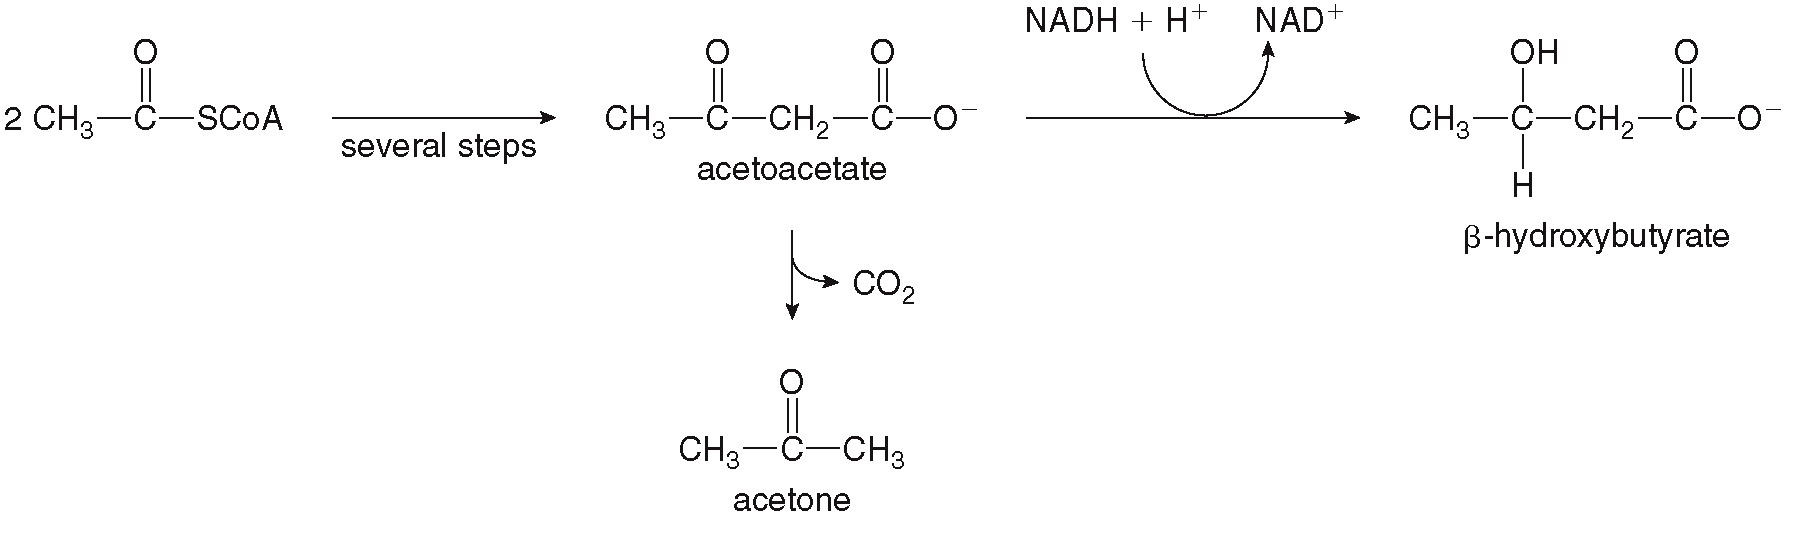 NADH + H⁺ NAD⁺
O O O OH O
2 CH₃—C—SCoA CH₃—C—CH₂—C—O⁻ CH₃—C—CH₂—C—O⁻
several steps
acetoacetate
H
β-hydroxybutyrate
CO₂
O
CH₃—C—CH₃
acetone